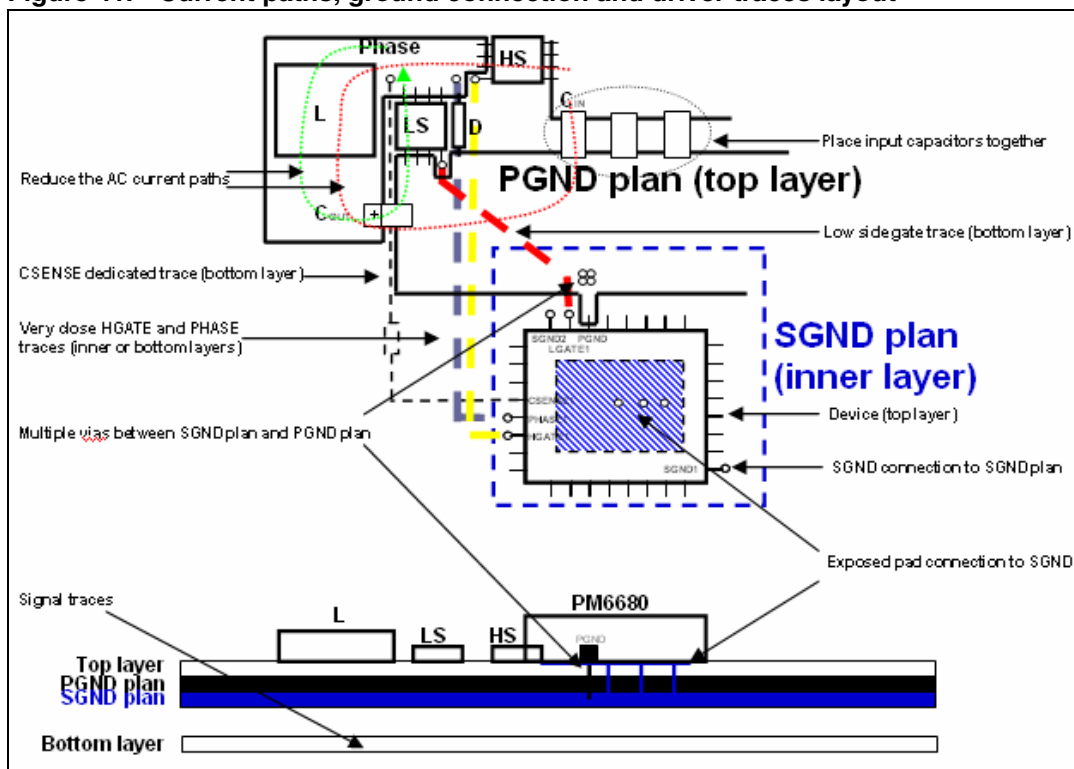 Figure 47. Current paths, ground connection and driver traces layout
Phase
HS
L
LS
D
CIN
Place input capacitors together
PGND plan (top layer)
Reduce the AC current paths
+
Cout
Low side gate trace (bottom layer)
CSENSE dedicated trace (bottom layer)
Very close HGATE and PHASE
traces (inner or bottom layers)
SGND2 PGND
LGATE1
SGND plan
(inner layer)
CSENSE1
PHASE1
HGATE1
Device (top layer)
Multiple vias between SGND plan and PGND plan
SGND1
SGND connection to SGND plan
Exposed pad connection to SGND
Signal traces
PM6680
L
LS
HS
PGND
Top layer
PGND plan
SGND plan
Bottom layer